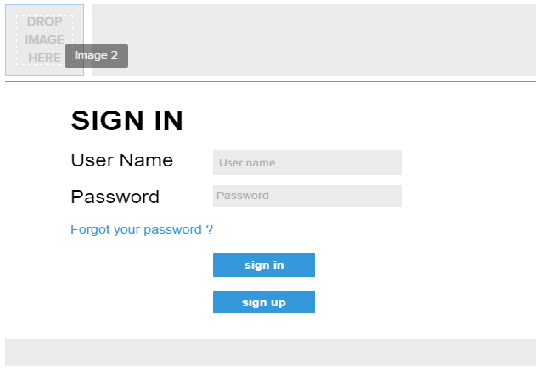 DROP
IMAGE
HERE
Image 2
SIGN IN
User Name
User name
Password
Password
Forgot your password ?
sign in
sign up